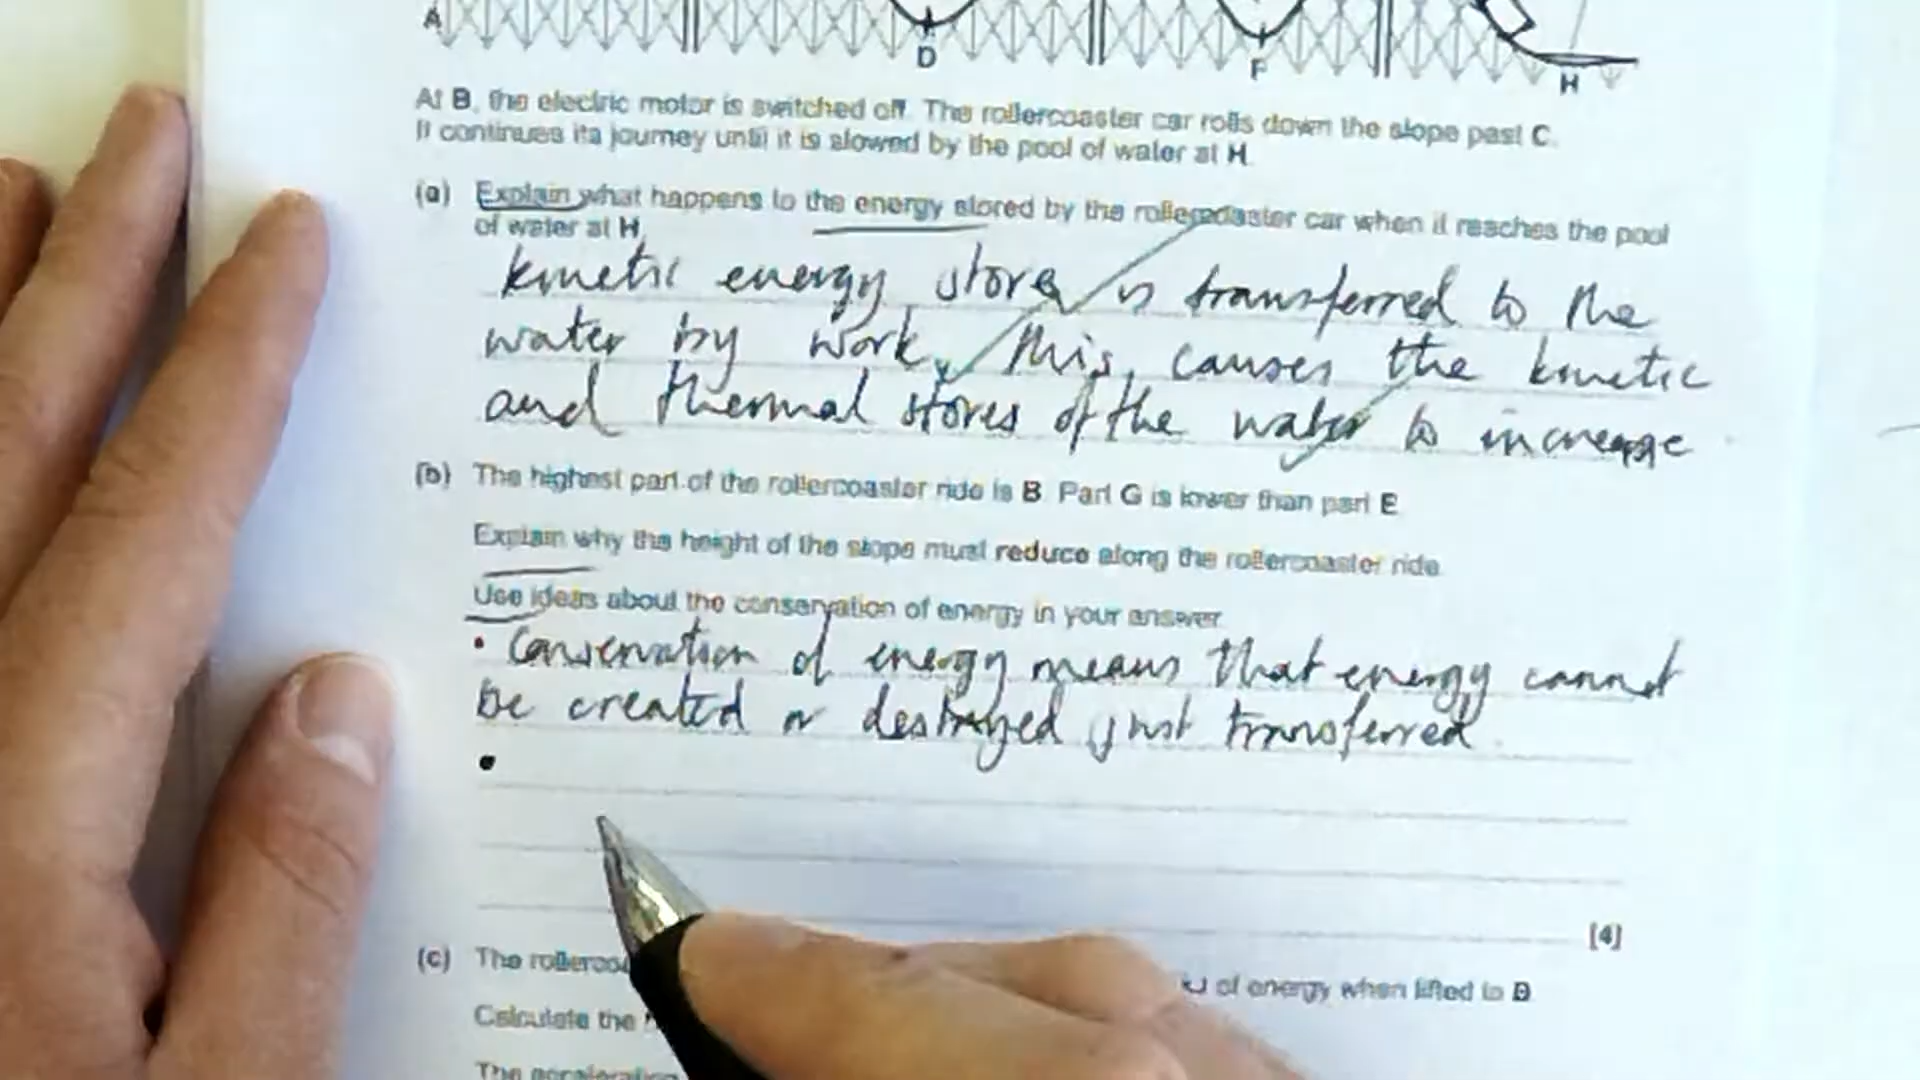 A
D
F
H
At B, the electric motor is switched off. The rollercoaster car rolls down the slope past C.
It continues its journey until it is slowed by the pool of water at H.
(a) Explain what happens to the energy stored by the rollercoaster car when it reaches the pool
of water at H.
kinetic energy store is transferred to the
water by work. This, causes the kinetic
and thermal stores of the water to increase
(b) The highest part of the rollercoaster ride is B. Part G is lower than part E.
Explain why the height of the slope must reduce along the rollercoaster ride.
Use ideas about the conservation of energy in your answer.
• Conservation of energy means that energy cannot
be created or destroyed just transferred.
•
[4]
(c) The of energy when lifted to B
Calculate the
The